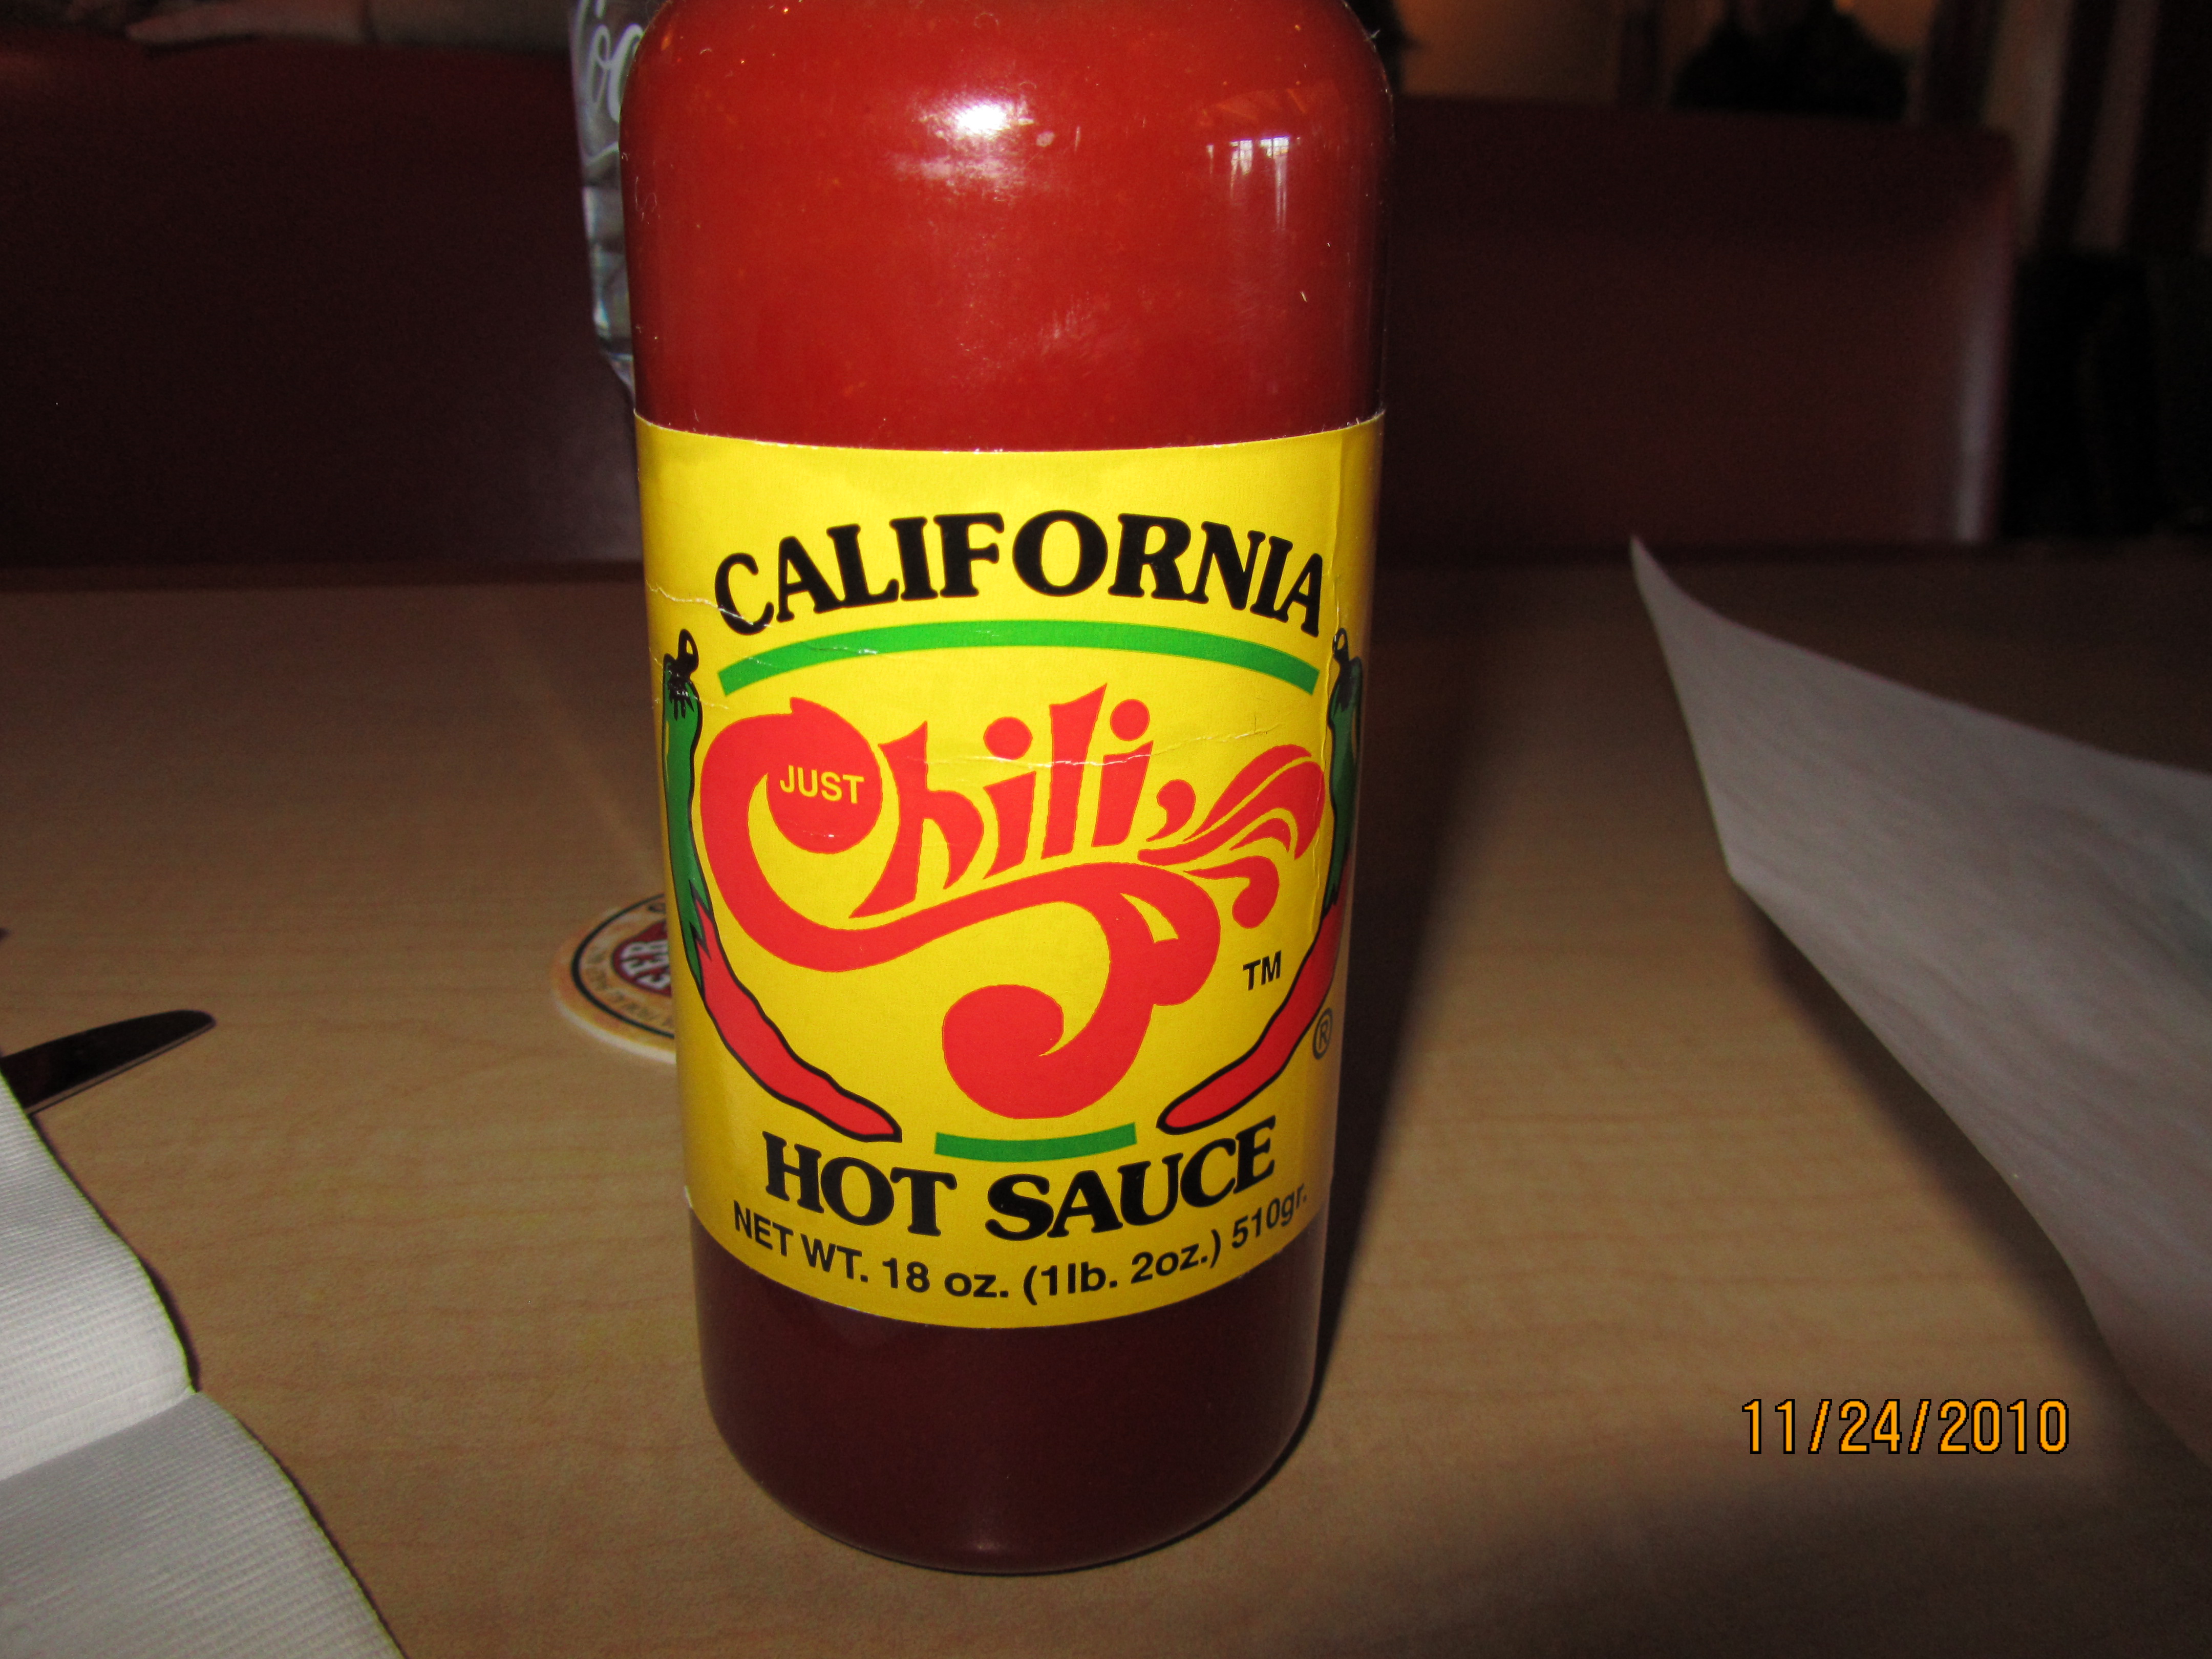 CALIFORNIA
JUST
Chili,
TM
®
HOT SAUCE
NET WT. 18 oz. (1lb. 2oz.) 510gr.
11/24/2010